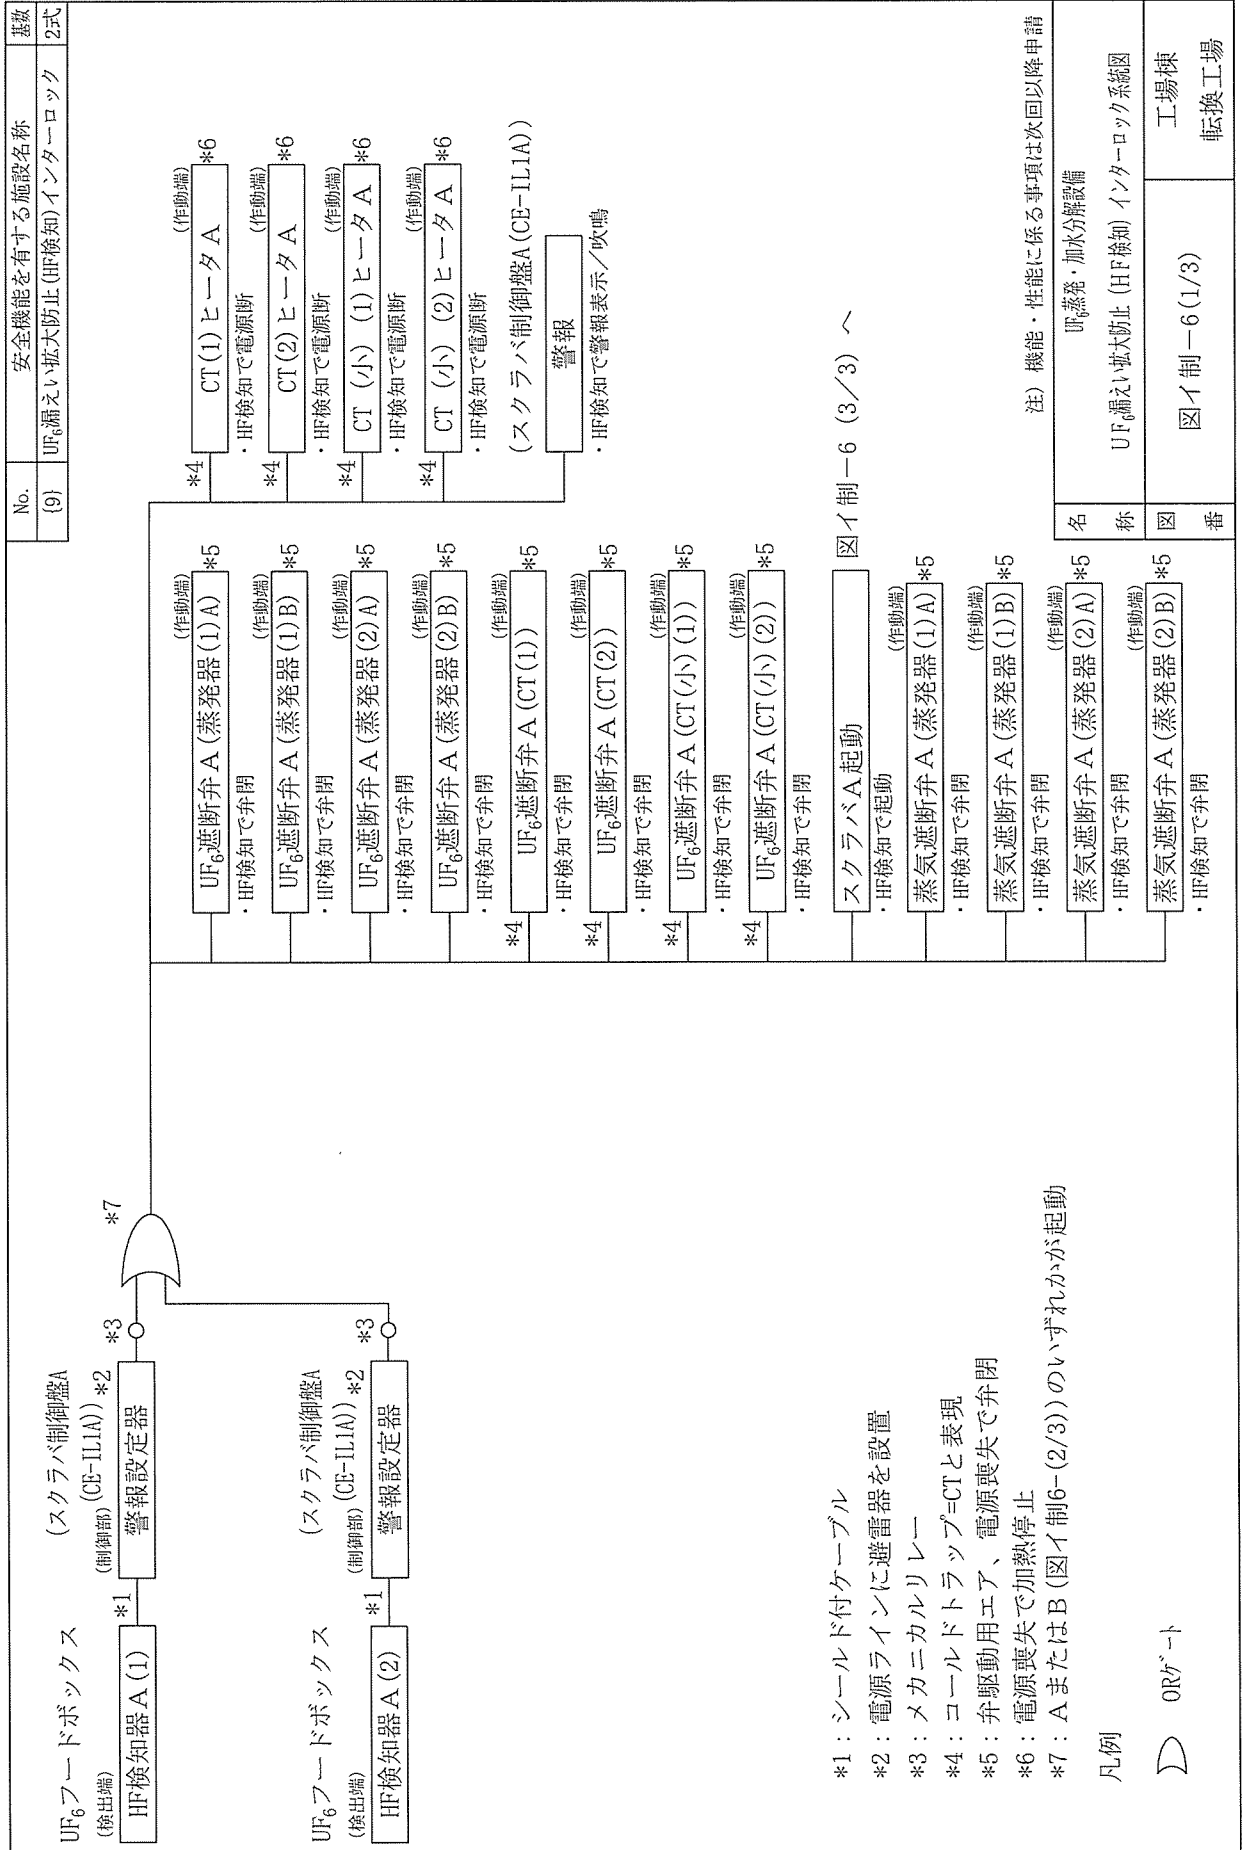 No. 安全機能を有する施設名称 基数
{9} UF₆漏えい拡大防止(HF検知)インターロック 2式
UF₆フードボックス
(検出端)
HF検知器A(1)
*1
(スクラバ制御盤A
(制御部) (CE-IL1A)) *2
警報設定器
*3
UF₆フードボックス
(検出端)
HF検知器A(2)
*1
(スクラバ制御盤A
(制御部) (CE-IL1A)) *2
警報設定器
*3
*7
(作動端)
UF₆遮断弁A(蒸発器(1)A) *5
・HF検知で弁閉
(作動端)
UF₆遮断弁A(蒸発器(1)B) *5
・HF検知で弁閉
(作動端)
UF₆遮断弁A(蒸発器(2)A) *5
・HF検知で弁閉
(作動端)
UF₆遮断弁A(蒸発器(2)B) *5
・HF検知で弁閉
(作動端)
*4 UF₆遮断弁A(CT(1)) *5
・HF検知で弁閉
(作動端)
*4 UF₆遮断弁A(CT(2)) *5
・HF検知で弁閉
(作動端)
*4 UF₆遮断弁A(CT(小)(1)) *5
・HF検知で弁閉
(作動端)
*4 UF₆遮断弁A(CT(小)(2)) *5
・HF検知で弁閉
スクラバA起動 図イ制－6 (3／3) へ
・HF検知で起動
(作動端)
蒸気遮断弁A(蒸発器(1)A) *5
・HF検知で弁閉
(作動端)
蒸気遮断弁A(蒸発器(1)B) *5
・HF検知で弁閉
(作動端)
蒸気遮断弁A(蒸発器(2)A) *5
・HF検知で弁閉
(作動端)
蒸気遮断弁A(蒸発器(2)B) *5
・HF検知で弁閉
(作動端)
*4 CT(1)ヒータA *6
・HF検知で電源断
(作動端)
*4 CT(2)ヒータA *6
・HF検知で電源断
(作動端)
*4 CT (小) (1)ヒータA *6
・HF検知で電源断
(作動端)
*4 CT (小) (2)ヒータA *6
・HF検知で電源断
(スクラバ制御盤A(CE-IL1A))
警報
・HF検知で警報表示／吹鳴
*1：シールド付ケーブル
*2：電源ラインに避雷器を設置
*3：メカニカルリレー
*4：コールドトラップ=CTと表現
*5：弁駆動用エア、電源喪失で弁閉
*6：電源喪失で加熱停止
*7：AまたはB(図イ制6-(2/3))のいずれかが起動
凡例
ORｹﾞｰﾄ
注）機能・性能に係る事項は次回以降申請
名称
UF₆蒸発・加水分解設備
UF₆漏えい拡大防止 (HF検知) インターロック系統図
図番
図イ制－6(1/3)
工場棟
転換工場